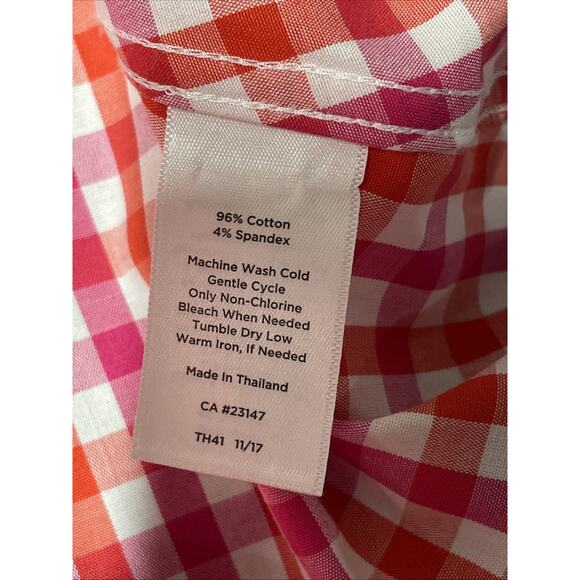 96% Cotton
4% Spandex
Machine Wash Cold
Gentle Cycle
Only Non-Chlorine
Bleach When Needed
Tumble Dry Low
Warm Iron, If Needed
Made In Thailand
CA #23147
TH41 11/17